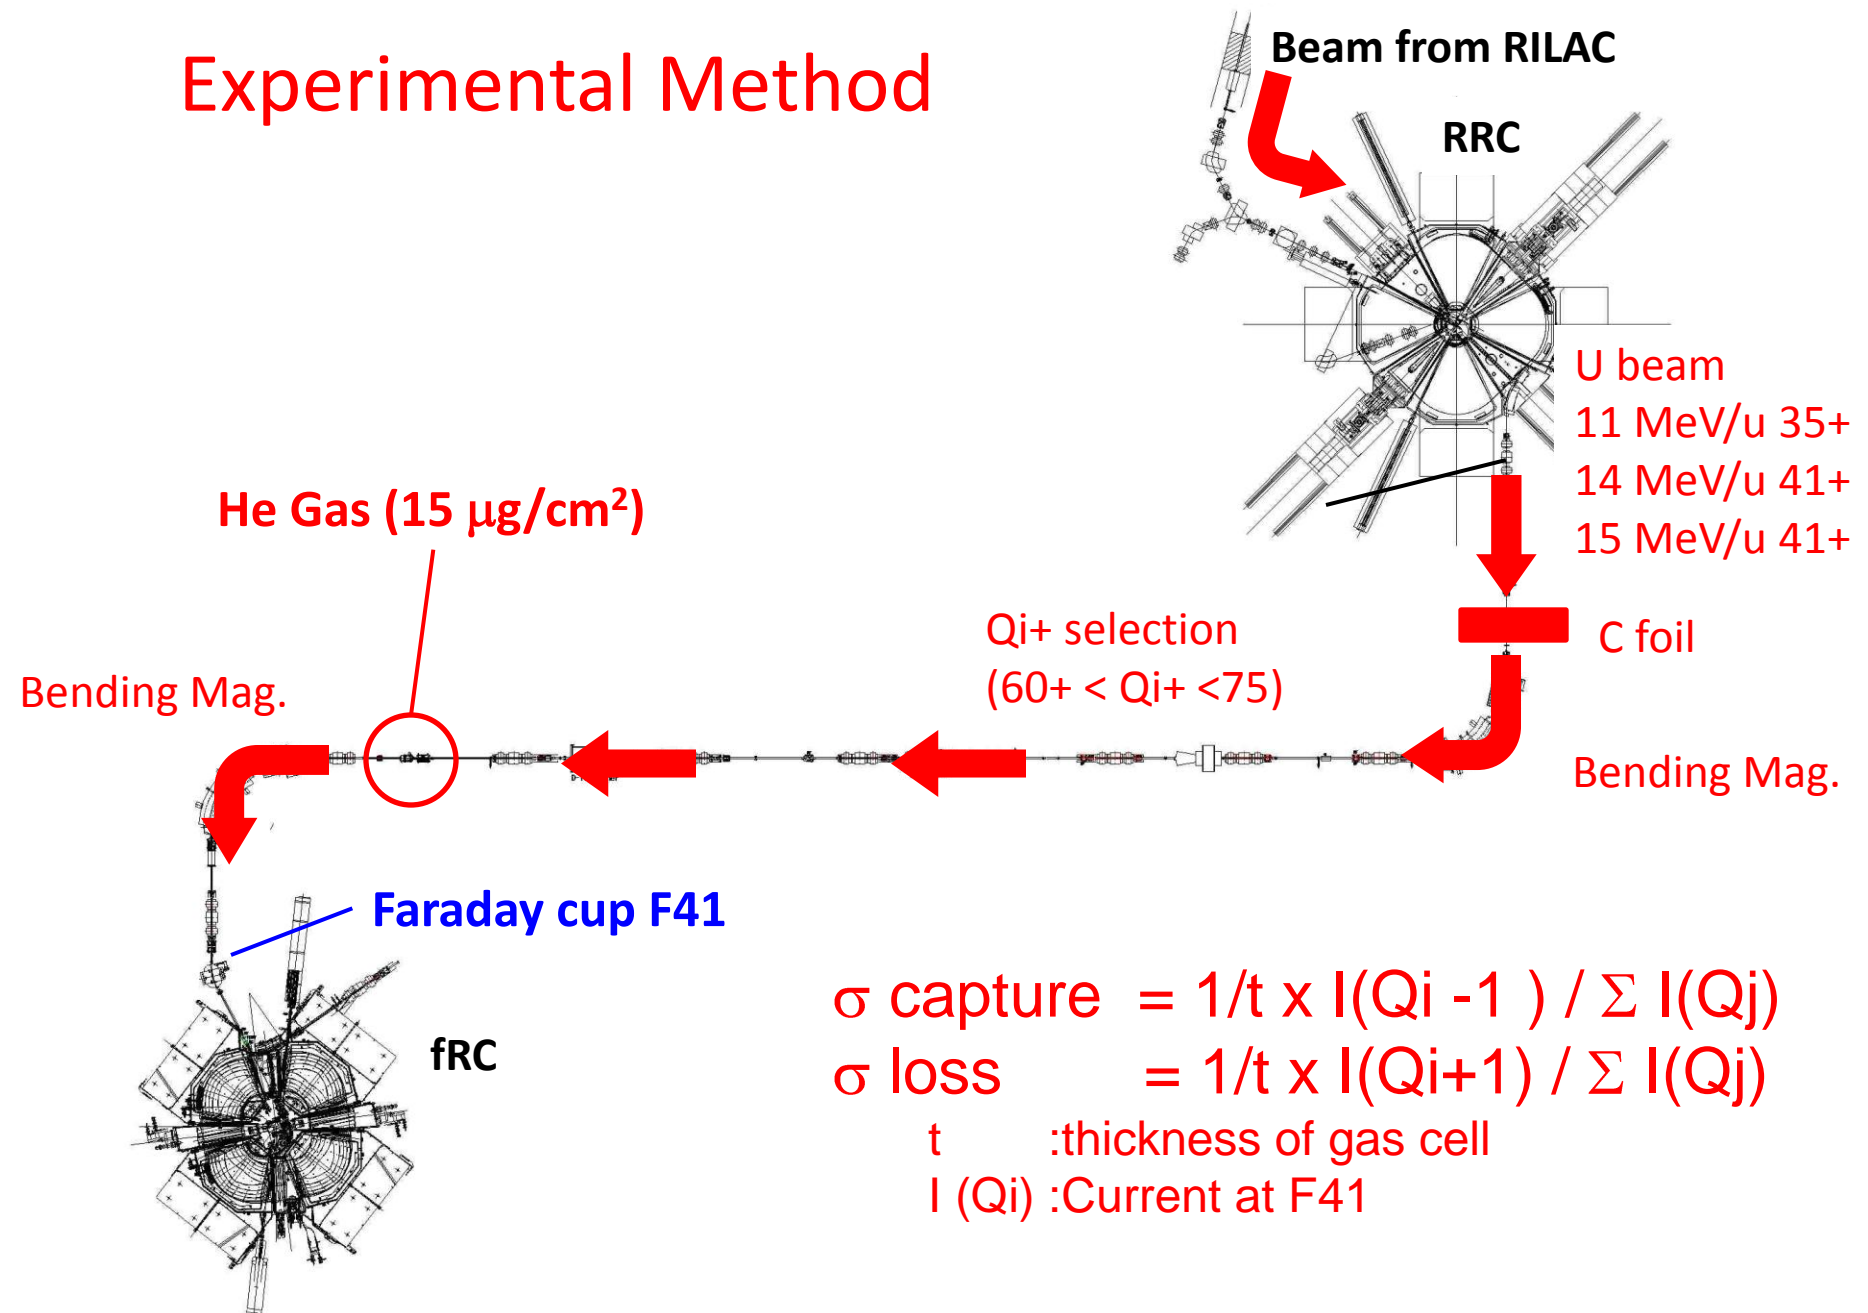 Experimental Method
Beam from RILAC
RRC
U beam
11 MeV/u 35+
14 MeV/u 41+
15 MeV/u 41+
He Gas (15 μg/cm²)
Qi+ selection
(60+ < Qi+ <75)
C foil
Bending Mag.
Bending Mag.
Faraday cup F41
fRC
σ capture = 1/t x I(Qi -1 ) / Σ I(Qj)
σ loss = 1/t x I(Qi+1) / Σ I(Qj)
t :thickness of gas cell
I (Qi) :Current at F41